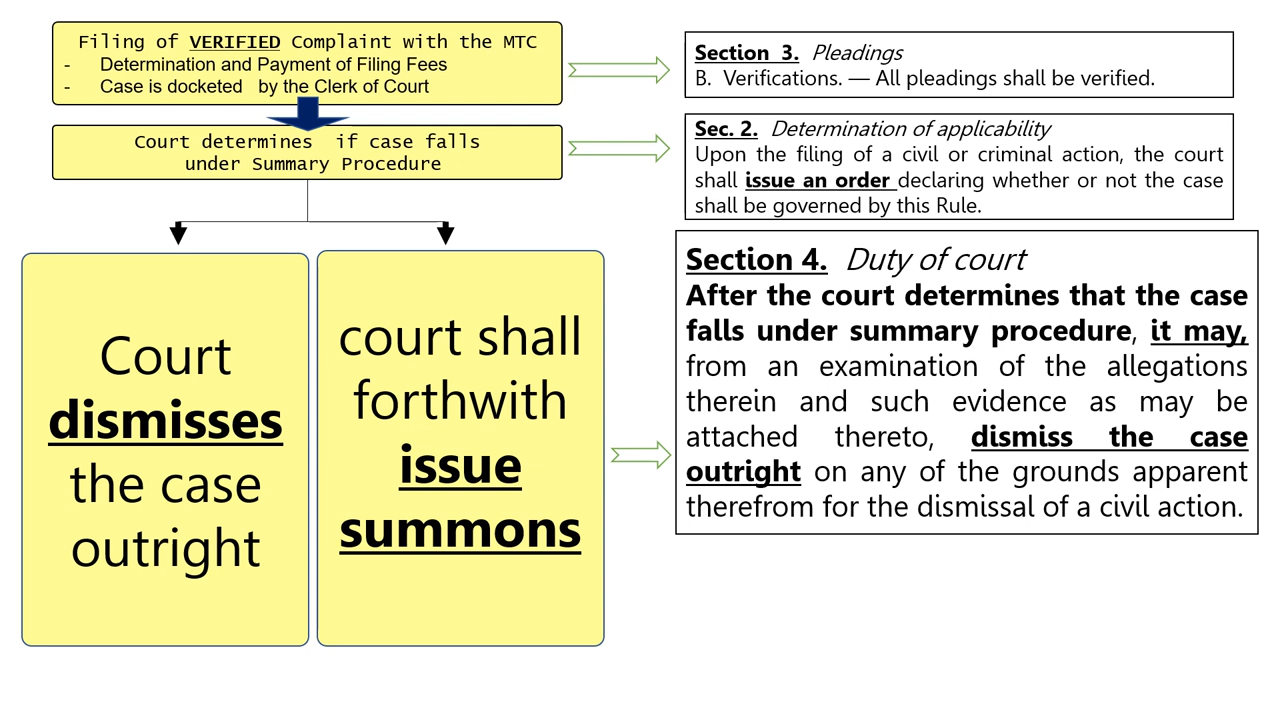 Filing of VERIFIED Complaint with the MTC
- Determination and Payment of Filing Fees
- Case is docketed by the Clerk of Court
Section 3. Pleadings
B. Verifications. — All pleadings shall be verified.
Court determines if case falls
under Summary Procedure
Sec. 2. Determination of applicability
Upon the filing of a civil or criminal action, the court
shall issue an order declaring whether or not the case
shall be governed by this Rule.
Court
dismisses
the case
outright
court shall
forthwith
issue
summons
Section 4. Duty of court
After the court determines that the case
falls under summary procedure, it may,
from an examination of the allegations
therein and such evidence as may be
attached thereto, dismiss the case
outright on any of the grounds apparent
therefrom for the dismissal of a civil action.